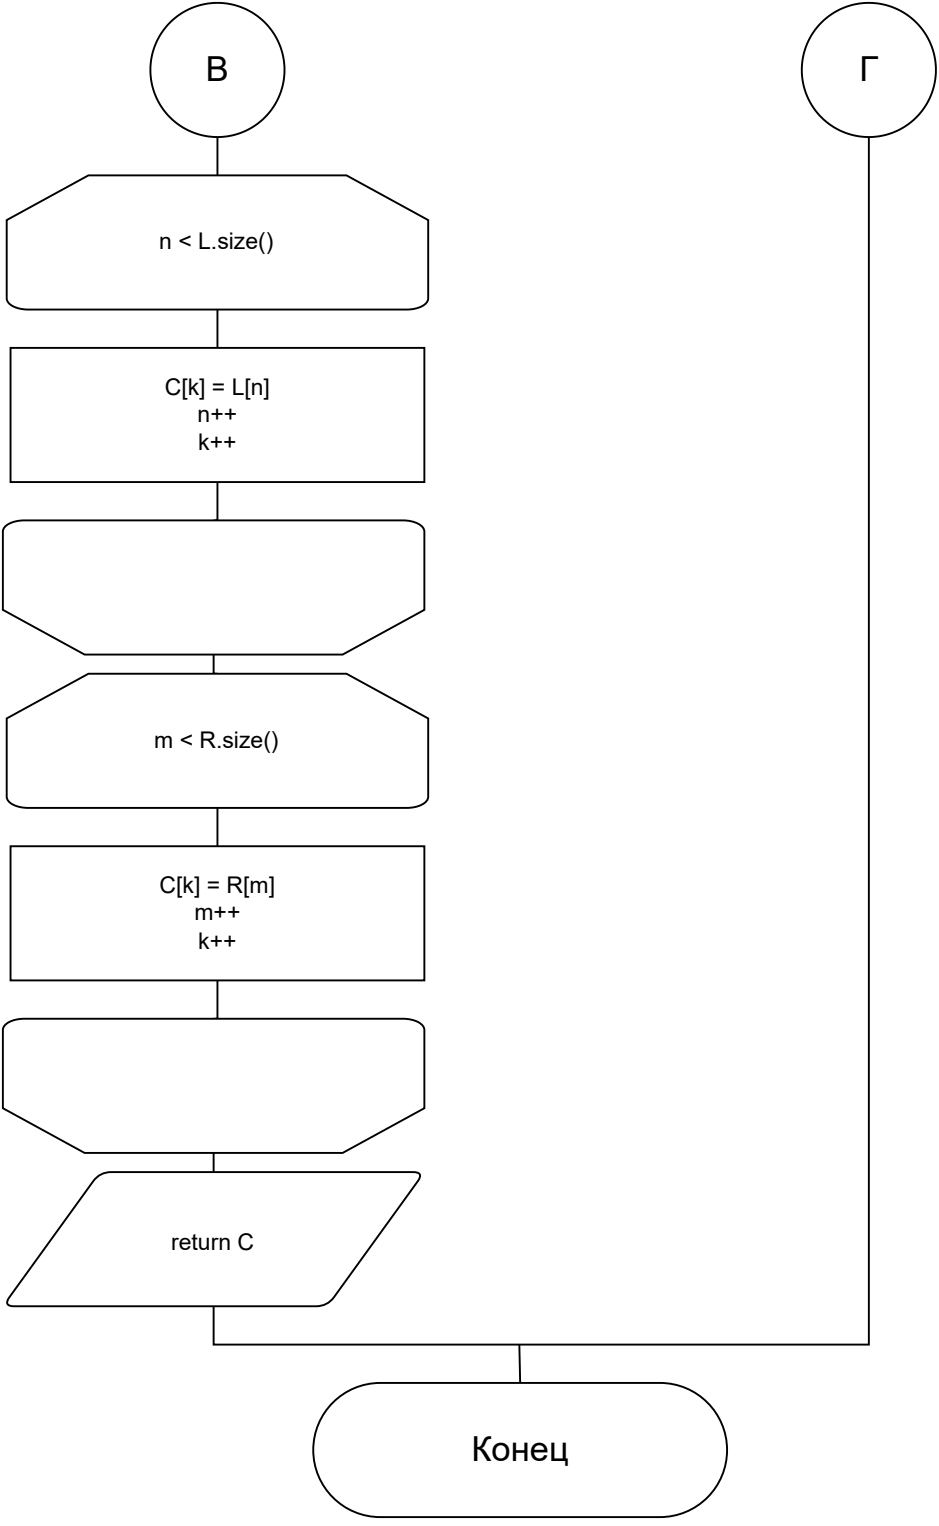 В
Г
n < L.size()
C[k] = L[n]
n++
k++
m < R.size()
C[k] = R[m]
m++
k++
return C
Конец